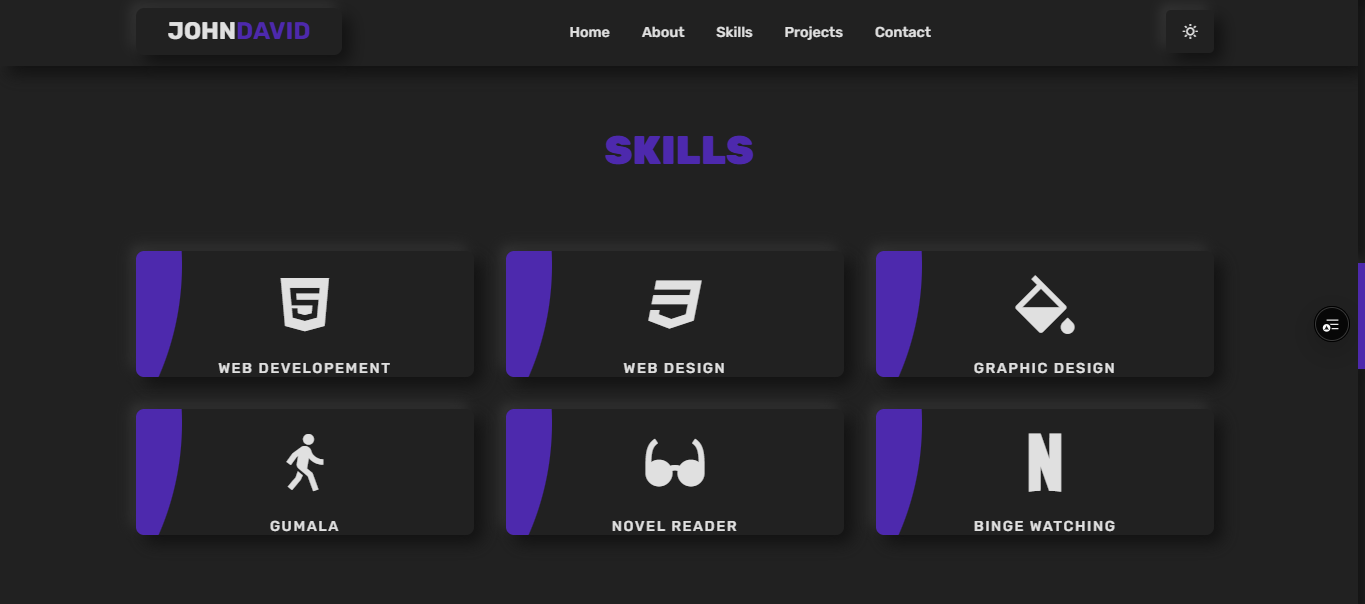 JOHNDAVID
Home About Skills Projects Contact
SKILLS
WEB DEVELOPEMENT
WEB DESIGN
GRAPHIC DESIGN
GUMALA
NOVEL READER
BINGE WATCHING